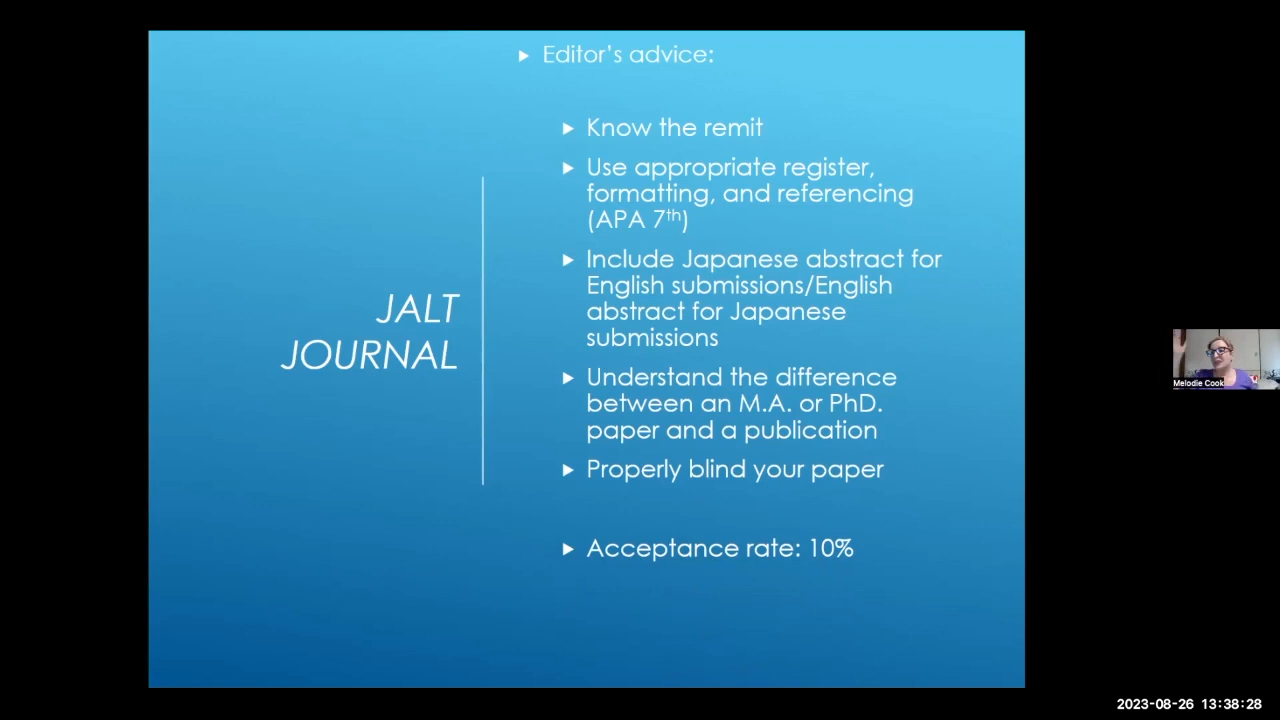 Editor's advice:
Know the remit
Use appropriate register,
formatting, and referencing
(APA 7th)
Include Japanese abstract for
English submissions/English
abstract for Japanese
submissions
Understand the difference
between an M.A. or PhD.
paper and a publication
Properly blind your paper
Acceptance rate: 10%
JALT
JOURNAL
Melodie Cook
2023-08-26 13:38:28